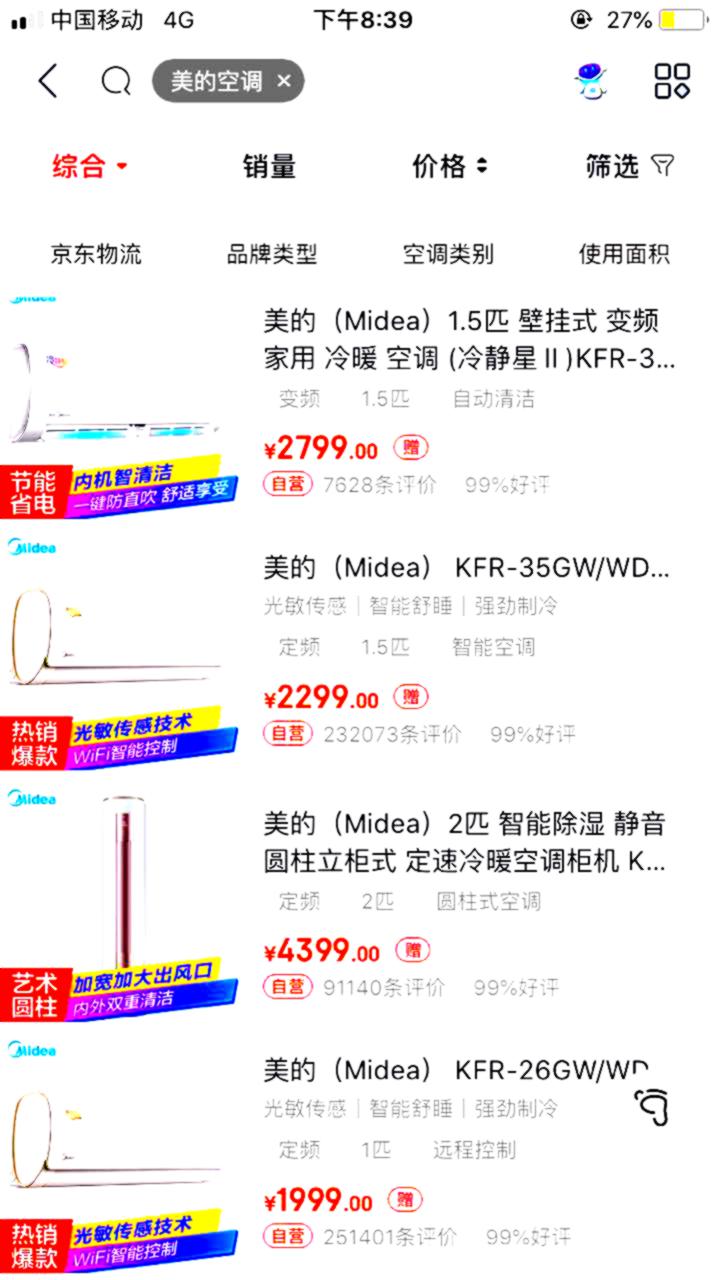 中国移动 4G 下午8:39 27%
美的空调 ×
综合 销量 价格 筛选
京东物流 品牌类型 空调类别 使用面积
Midea
美的（Midea）1.5匹 壁挂式 变频
家用 冷暖 空调 (冷静星Ⅱ)KFR-3...
变频 1.5匹 自动清洁
¥2799.00 赠
自营 7628条评价 99%好评
节能
省电
内机智清洁
一键防直吹 舒适享受
Midea
美的（Midea） KFR-35GW/WD...
光敏传感｜智能舒睡｜强劲制冷
定频 1.5匹 智能空调
¥2299.00 赠
自营 232073条评价 99%好评
热销
爆款
光敏传感技术
WiFi智能控制
Midea
美的（Midea）2匹 智能除湿 静音
圆柱立柜式 定速冷暖空调柜机 K...
定频 2匹 圆柱式空调
¥4399.00 赠
自营 91140条评价 99%好评
艺术
圆柱
加宽加大出风口
内外双重清洁
Midea
美的（Midea） KFR-26GW/WD
光敏传感｜智能舒睡｜强劲制冷
定频 1匹 远程控制
¥1999.00 赠
自营 251401条评价 99%好评
热销
爆款
光敏传感技术
WiFi智能控制